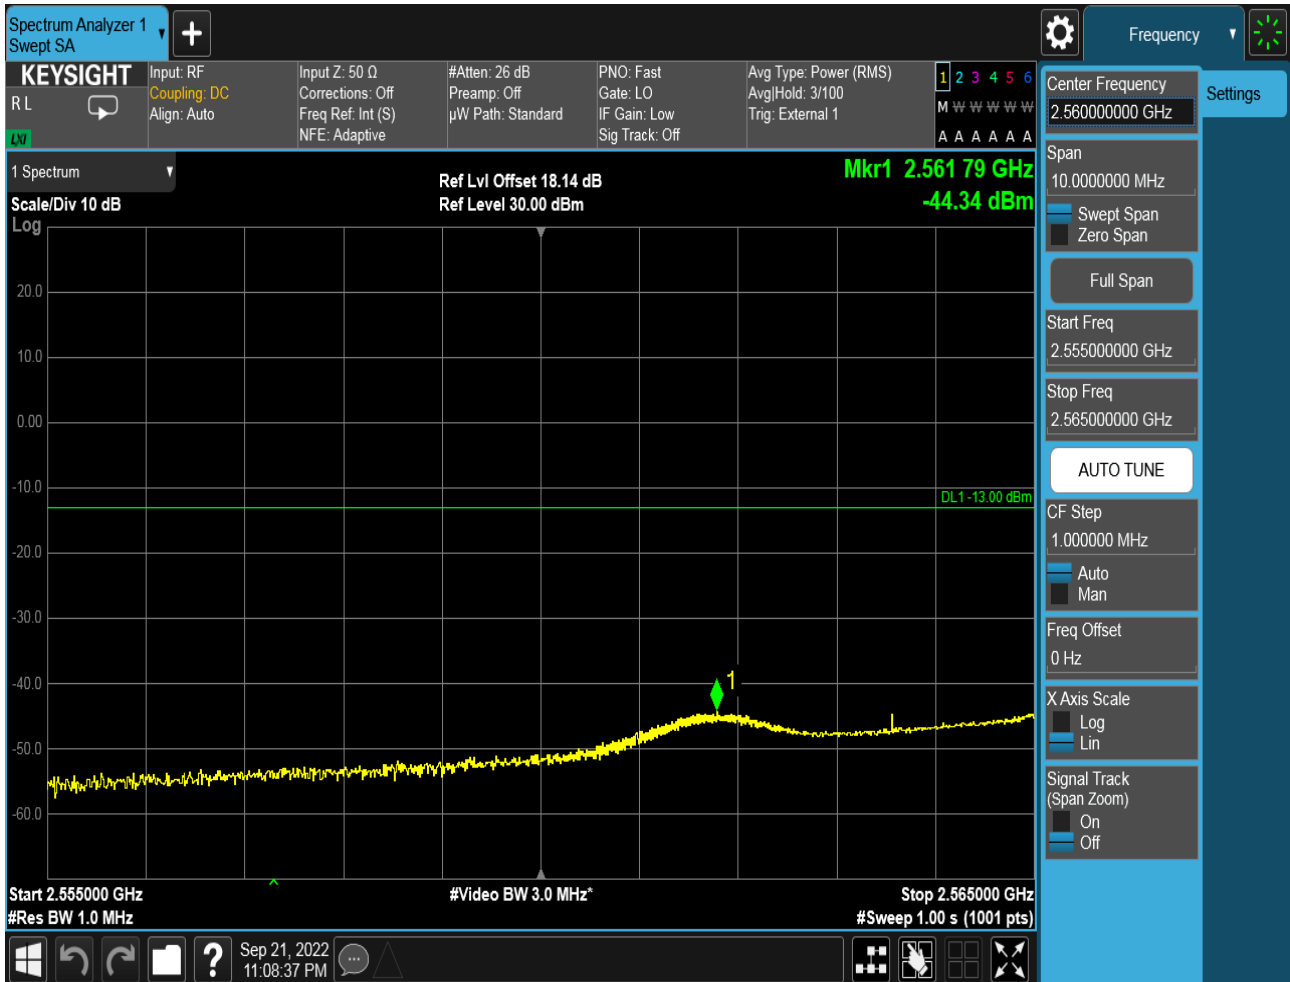 Spectrum Analyzer 1
Swept SA
Frequency
KEYSIGHT
R L
LXI
Input: RF
Coupling: DC
Align: Auto
Input Z: 50 Ω
Corrections: Off
Freq Ref: Int (S)
NFE: Adaptive
#Atten: 26 dB
Preamp: Off
µW Path: Standard
PNO: Fast
Gate: LO
IF Gain: Low
Sig Track: Off
Avg Type: Power (RMS)
Avg|Hold: 3/100
Trig: External 1
1 2 3 4 5 6
M W W W W W
A A A A A A
1 Spectrum
Scale/Div 10 dB
Log
Ref Lvl Offset 18.14 dB
Ref Level 30.00 dBm
Mkr1 2.561 79 GHz
-44.34 dBm
20.0
10.0
0.00
-10.0
-20.0
-30.0
-40.0
-50.0
-60.0
DL1 -13.00 dBm
1
Start 2.555000 GHz
#Res BW 1.0 MHz
#Video BW 3.0 MHz*
Stop 2.565000 GHz
#Sweep 1.00 s (1001 pts)
Center Frequency
2.560000000 GHz
Settings
Span
10.0000000 MHz
Swept Span
Zero Span
Full Span
Start Freq
2.555000000 GHz
Stop Freq
2.565000000 GHz
AUTO TUNE
CF Step
1.000000 MHz
Auto
Man
Freq Offset
0 Hz
X Axis Scale
Log
Lin
Signal Track
(Span Zoom)
On
Off
?
Sep 21, 2022
11:08:37 PM